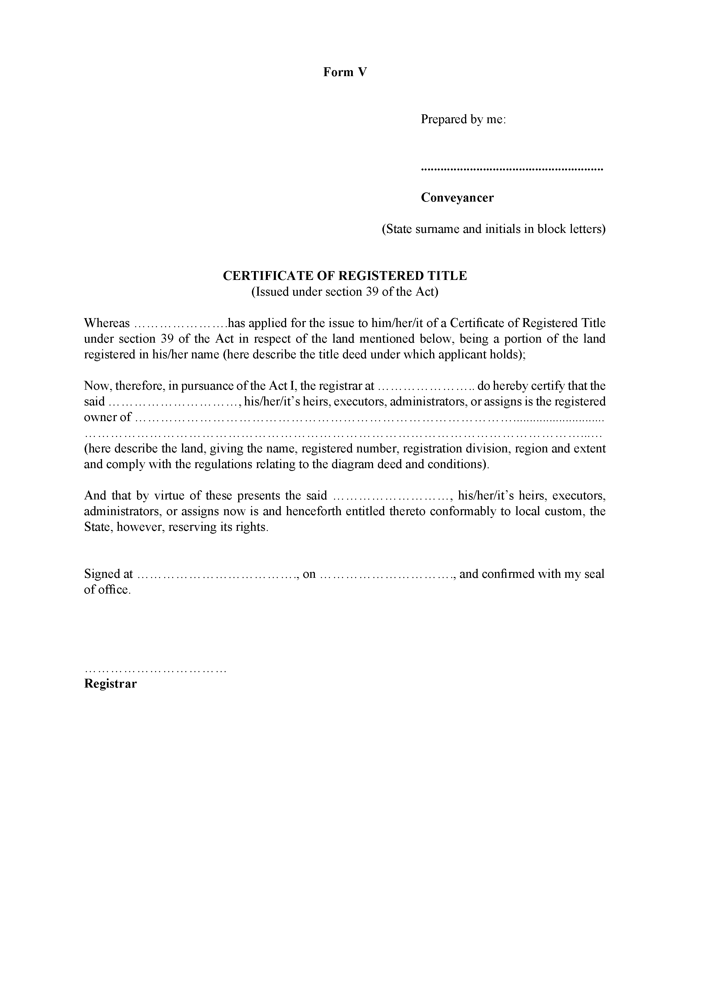 Form V
Prepared by me:
........................................................
Conveyancer
(State surname and initials in block letters)
CERTIFICATE OF REGISTERED TITLE
(Issued under section 39 of the Act)
Whereas ………………….has applied for the issue to him/her/it of a Certificate of Registered Title
under section 39 of the Act in respect of the land mentioned below, being a portion of the land
registered in his/her name (here describe the title deed under which applicant holds);
Now, therefore, in pursuance of the Act I, the registrar at ………………….. do hereby certify that the
said …………………………, his/her/it’s heirs, executors, administrators, or assigns is the registered
owner of ……………………………………………………………………………............................
……………………………………………………………………………………………………..…
(here describe the land, giving the name, registered number, registration division, region and extent
and comply with the regulations relating to the diagram deed and conditions).
And that by virtue of these presents the said ………………………, his/her/it’s heirs, executors,
administrators, or assigns now is and henceforth entitled thereto conformably to local custom, the
State, however, reserving its rights.
Signed at ………………………………., on …………………………., and confirmed with my seal
of office.
……………………………
Registrar